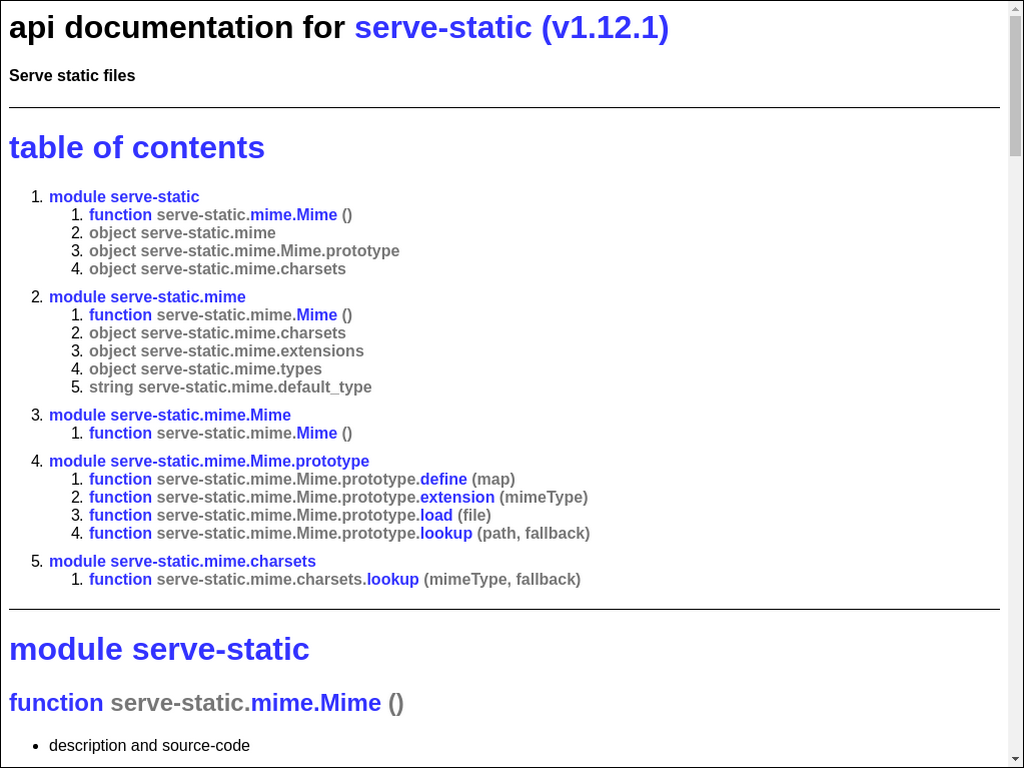 api documentation for serve-static (v1.12.1)
Serve static files
table of contents
1. module serve-static
1. function serve-static.mime.Mime ()
2. object serve-static.mime
3. object serve-static.mime.Mime.prototype
4. object serve-static.mime.charsets
2. module serve-static.mime
1. function serve-static.mime.Mime ()
2. object serve-static.mime.charsets
3. object serve-static.mime.extensions
4. object serve-static.mime.types
5. string serve-static.mime.default_type
3. module serve-static.mime.Mime
1. function serve-static.mime.Mime ()
4. module serve-static.mime.Mime.prototype
1. function serve-static.mime.Mime.prototype.define (map)
2. function serve-static.mime.Mime.prototype.extension (mimeType)
3. function serve-static.mime.Mime.prototype.load (file)
4. function serve-static.mime.Mime.prototype.lookup (path, fallback)
5. module serve-static.mime.charsets
1. function serve-static.mime.charsets.lookup (mimeType, fallback)
module serve-static
function serve-static.mime.Mime ()
• description and source-code